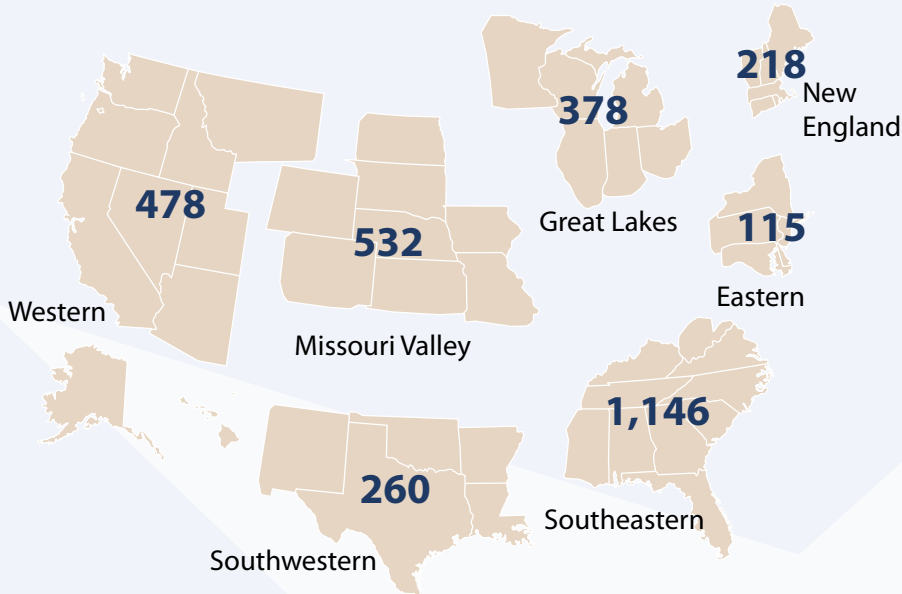 218
New
England
378
Great Lakes
478
Western
532
Missouri Valley
115
Eastern
1,146
Southeastern
260
Southwestern